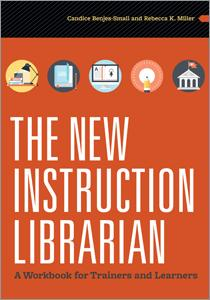 Candice Benjes-Small and Rebecca K. Miller
THE NEW
INSTRUCTION
LIBRARIAN
A Workbook for Trainers and Learners